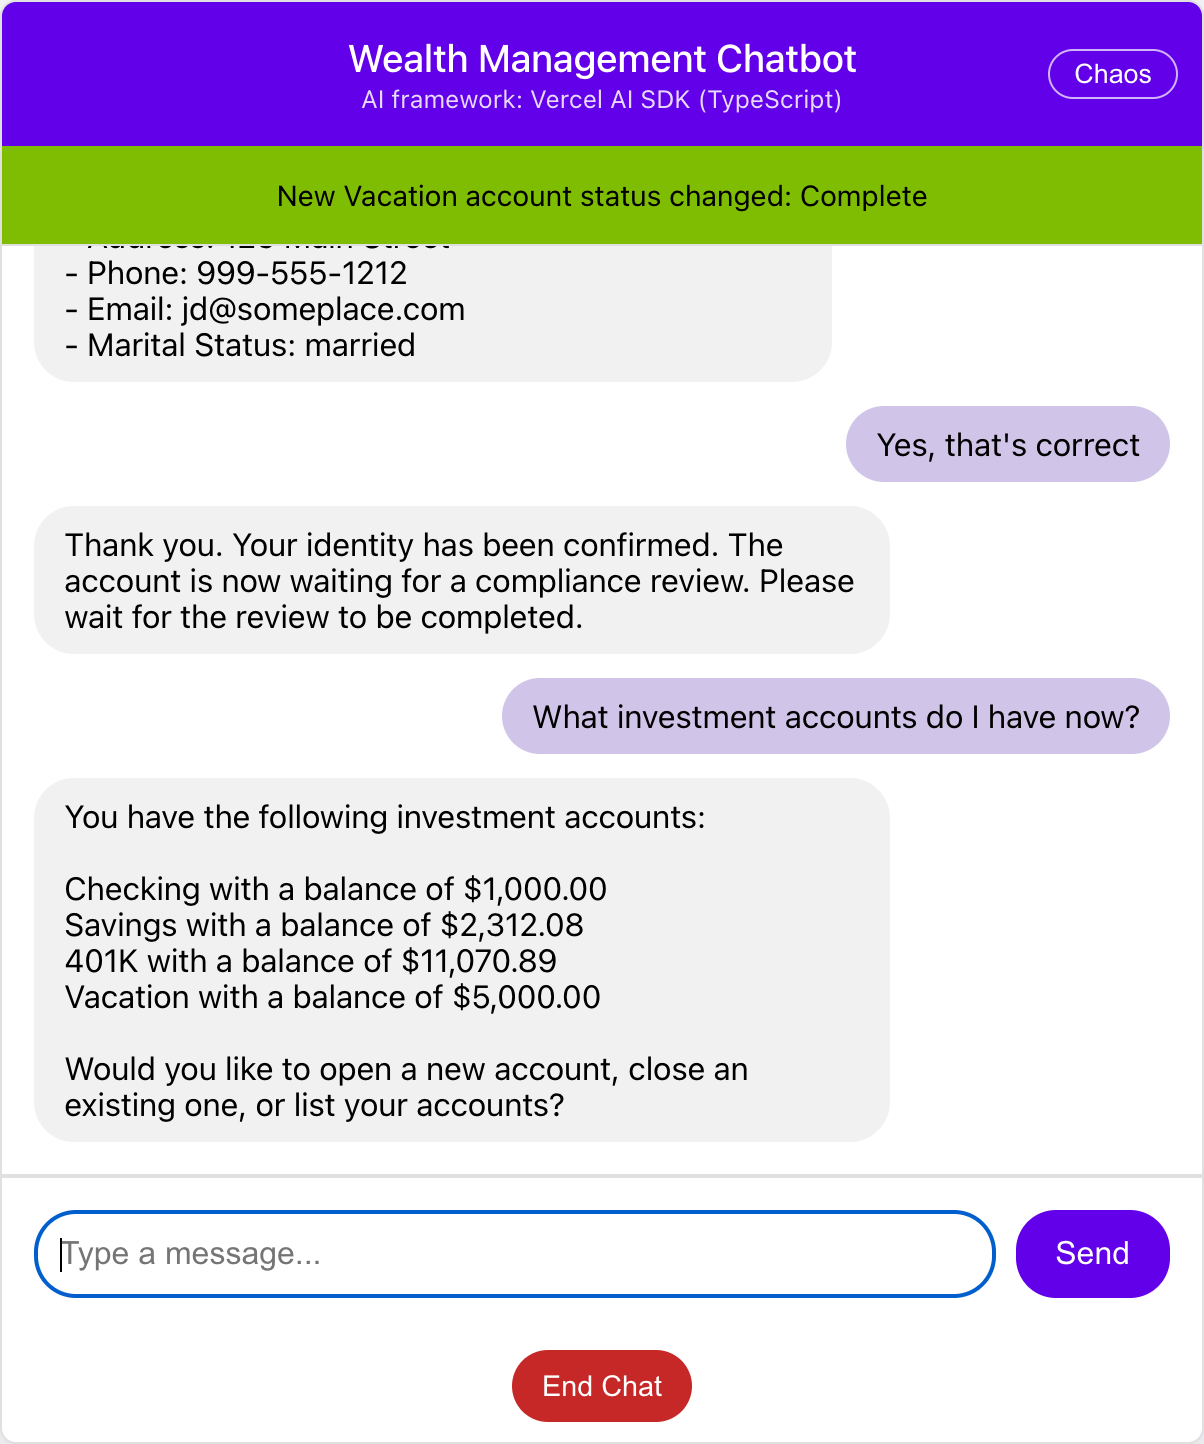 Wealth Management Chatbot
AI framework: Vercel AI SDK (TypeScript)
Chaos
New Vacation account status changed: Complete
- Address: 123 Main Street
- Phone: 999-555-1212
- Email: jd@someplace.com
- Marital Status: married
Yes, that's correct
Thank you. Your identity has been confirmed. The
account is now waiting for a compliance review. Please
wait for the review to be completed.
What investment accounts do I have now?
You have the following investment accounts:
Checking with a balance of $1,000.00
Savings with a balance of $2,312.08
401K with a balance of $11,070.89
Vacation with a balance of $5,000.00
Would you like to open a new account, close an
existing one, or list your accounts?
Type a message...
Send
End Chat